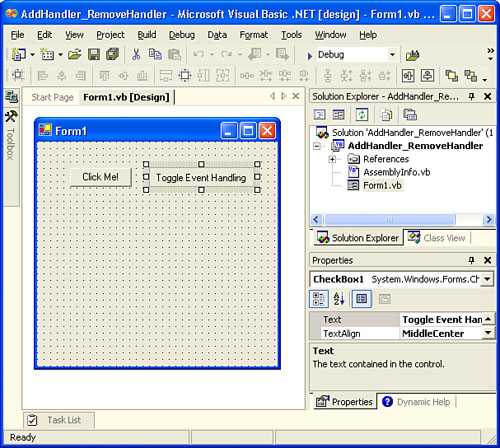 AddHandler_RemoveHandler - Microsoft Visual Basic .NET [design] - Form1.vb ...
File Edit View Project Build Debug Data Format Tools Window Help
Debug
Toolbox
Start Page Form1.vb [Design]
Form1
Click Me! Toggle Event Handling
Solution Explorer - AddHandler_Re...
Solution 'AddHandler_RemoveHandler' (1
AddHandler_RemoveHandler
References
AssemblyInfo.vb
Form1.vb
Solution Explorer Class View
Properties
CheckBox1 System.Windows.Forms.Ch
Text Toggle Event Han
TextAlign MiddleCenter
Text
The text contained in the control.
Properties Dynamic Help
Task List
Ready